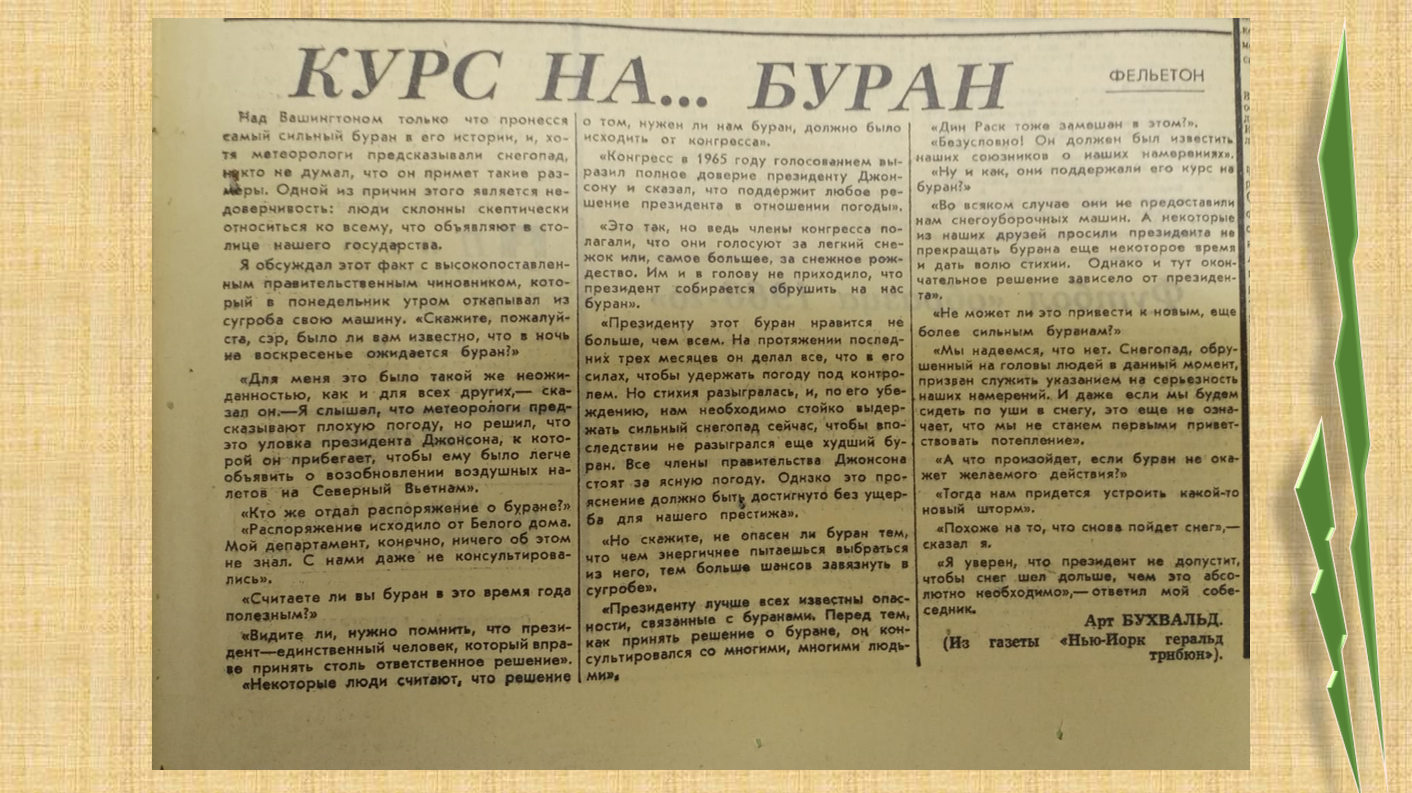 КУРС НА... БУРАН
ФЕЛЬЕТОН
Над Вашингтоном только что пронесся
самый сильный буран в его истории, и, хо-
тя метеорологи предсказывали снегопад,
никто не думал, что он примет такие раз-
меры. Одной из причин этого является не-
доверчивость: люди склонны скептически
относиться ко всему, что объявляют в сто-
лице нашего государства.
Я обсуждал этот факт с высокопоставлен-
ным правительственным чиновником, кото-
рый в понедельник утром откапывал из
сугроба свою машину. «Скажите, пожалуй-
ста, сэр, было ли вам известно, что в ночь
на воскресенье ожидается буран?»
«Для меня это было такой же неожи-
данностью, как и для всех других,— ска-
зал он.—Я слышал, что метеорологи пред-
сказывают плохую погоду, но решил, что
это уловка президента Джонсона, к кото-
рой он прибегает, чтобы ему было легче
объявить о возобновлении воздушных на-
летов на Северный Вьетнам».
«Кто же отдал распоряжение о буране?»
«Распоряжение исходило от Белого дома.
Мой департамент, конечно, ничего об этом
не знал. С нами даже не консультирова-
лись».
«Считаете ли вы буран в это время года
полезным?»
«Видите ли, нужно помнить, что прези-
дент—единственный человек, который впра-
ве принять столь ответственное решение».
«Некоторые люди считают, что решение
о том, нужен ли нам буран, должно было
исходить от конгресса».
«Конгресс в 1965 году голосованием вы-
разил полное доверие президенту Джон-
сону и сказал, что поддержит любое ре-
шение президента в отношении погоды».
«Это так, но ведь члены конгресса по-
лагали, что они голосуют за легкий сне-
жок или, самое большее, за снежное рож-
дество. Им и в голову не приходило, что
президент собирается обрушить на нас
буран».
«Президенту этот буран нравится не
больше, чем всем. На протяжении послед-
них трех месяцев он делал все, что в его
силах, чтобы удержать погоду под контро-
лем. Но стихия разыгралась, и, по его убе-
ждению, нам необходимо стойко выдер-
жать сильный снегопад сейчас, чтобы впо-
следствии не разыгрался еще худший бу-
ран. Все члены правительства Джонсона
стоят за ясную погоду. Однако это про-
яснение должно быть достигнуто без ущер-
ба для нашего престижа».
«Но скажите, не опасен ли буран тем,
что чем энергичнее пытаешься выбраться
из него, тем больше шансов завязнуть в
сугробе».
«Президенту лучше всех известны опас-
ности, связанные с буранами. Перед тем,
как принять решение о буране, он кон-
сультировался со многими, многими людь-
ми».
«Дин Раск тоже замешан в этом?».
«Безусловно! Он должен был известить
наших союзников о наших намерениях».
«Ну и как, они поддержали его курс на
буран?»
«Во всяком случае они не предоставили
нам снегоуборочных машин. А некоторые
из наших друзей просили президента не
прекращать бурана еще некоторое время
и дать волю стихии. Однако и тут окон-
чательное решение зависело от президен-
та».
«Не может ли это привести к новым, еще
более сильным буранам?»
«Мы надеемся, что нет. Снегопад, обру-
шенный на головы людей в данный момент,
призван служить указанием на серьезность
наших намерений. И даже если мы будем
сидеть по уши в снегу, это еще не озна-
чает, что мы не станем первыми привет-
ствовать потепление».
«А что произойдет, если буран не ока-
жет желаемого действия?»
«Тогда нам придется устроить какой-то
новый шторм».
«Похоже на то, что снова пойдет снег»,—
сказал я.
«Я уверен, что президент не допустит,
чтобы снег шел дольше, чем это абсо-
лютно необходимо»,— ответил мой собе-
седник.
Арт БУХВАЛЬД.
(Из газеты «Нью-Йорк геральд
трибюн»).